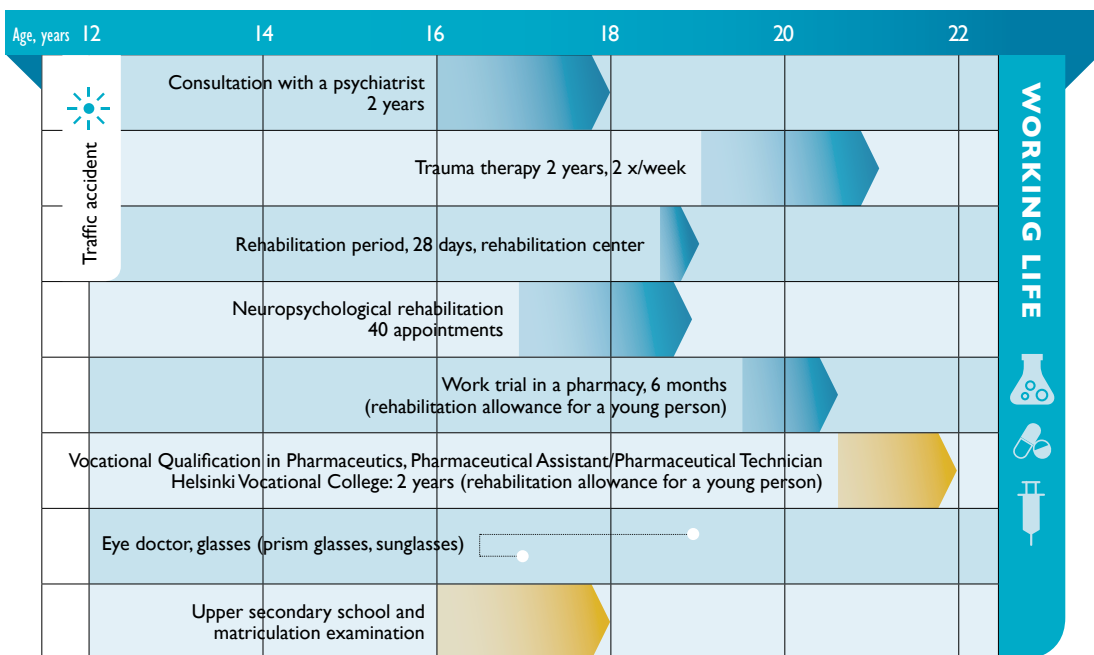 Age, years 12 14 16 18 20 22
Traffic accident
Consultation with a psychiatrist
2 years
Trauma therapy 2 years, 2 x/week
Rehabilitation period, 28 days, rehabilitation center
Neuropsychological rehabilitation
40 appointments
Work trial in a pharmacy, 6 months
(rehabilitation allowance for a young person)
Vocational Qualification in Pharmaceutics, Pharmaceutical Assistant/Pharmaceutical Technician
Helsinki Vocational College: 2 years (rehabilitation allowance for a young person)
Eye doctor, glasses (prism glasses, sunglasses)
Upper secondary school and
matriculation examination
WORKING LIFE